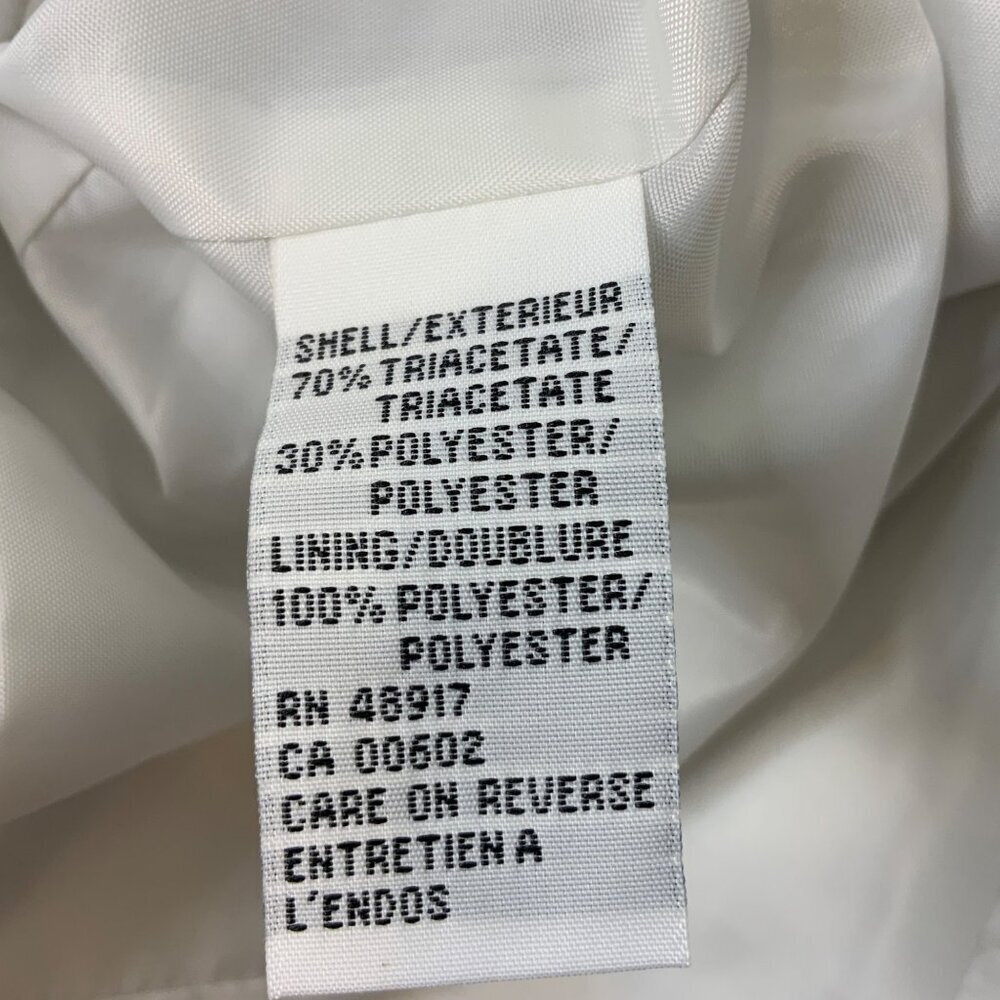 SHELL/EXTERIEUR
70% TRIACETATE/
TRIACETATE
30% POLYESTER/
POLYESTER
LINING/DOUBLURE
100% POLYESTER/
POLYESTER
RN 48917
CA 00602
CARE ON REVERSE
ENTRETIEN A
L'ENDOS